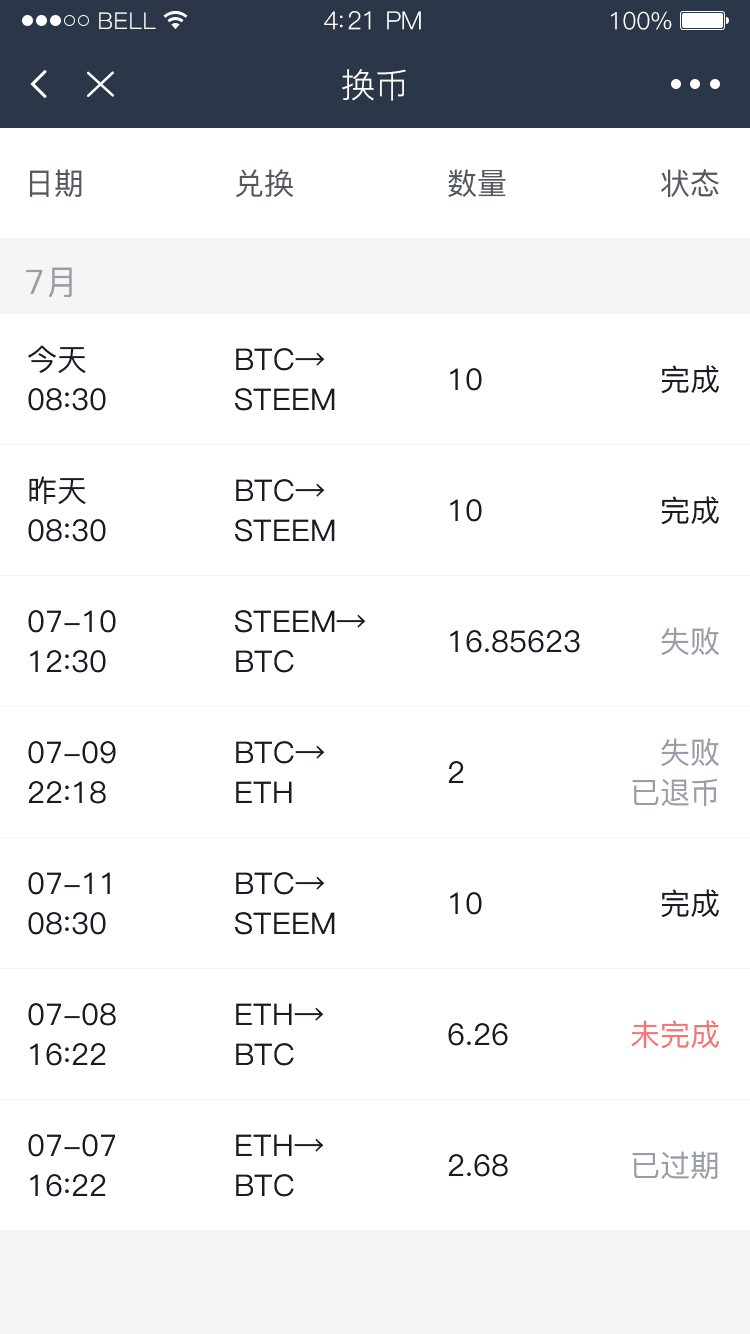 BELL 4:21 PM 100%
换币
日期 兑换 数量 状态
7月
今天 BTC→ 10 完成
08:30 STEEM
昨天 BTC→ 10 完成
08:30 STEEM
07–10 STEEM→ 16.85623 失败
12:30 BTC
07–09 BTC→ 2 失败
22:18 ETH 已退币
07–11 BTC→ 10 完成
08:30 STEEM
07–08 ETH→ 6.26 未完成
16:22 BTC
07–07 ETH→ 2.68 已过期
16:22 BTC